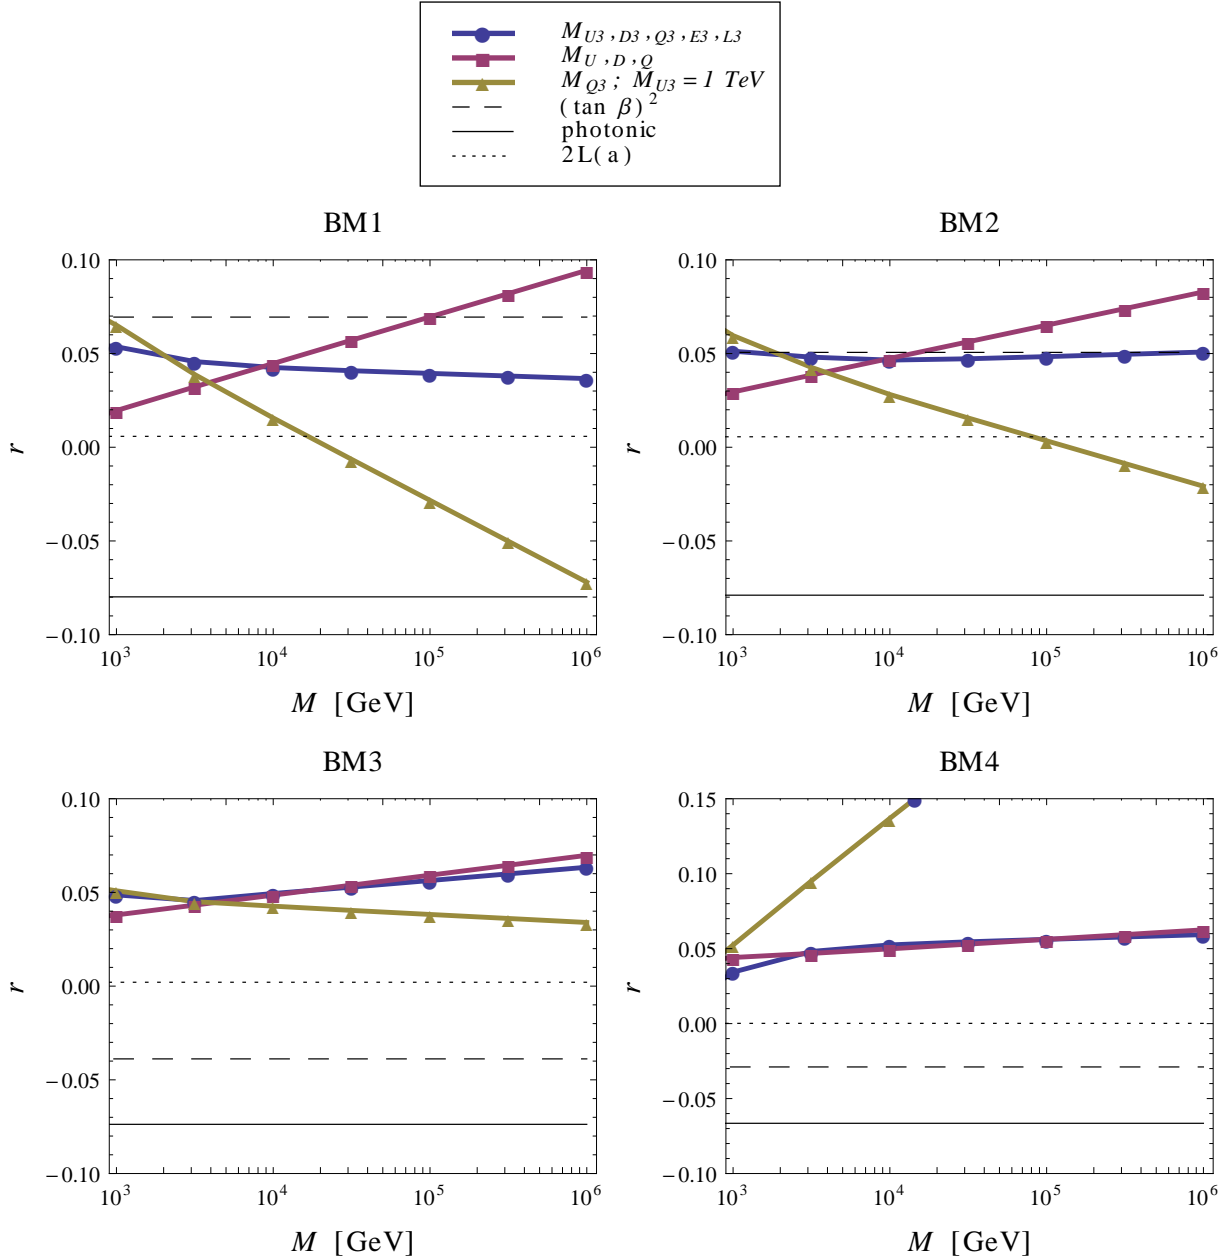 M_{U3 , D3 , Q3 , E3 , L3}
M_{U , D , Q}
M_{Q3} ; M_{U3} = 1 TeV
(tan β)^2
photonic
2L(a)
BM1
0.10
0.05
0.00
−0.05
−0.10
r
10^3 10^4 10^5 10^6
M [GeV]
BM2
0.10
0.05
0.00
−0.05
−0.10
r
10^3 10^4 10^5 10^6
M [GeV]
BM3
0.10
0.05
0.00
−0.05
−0.10
r
10^3 10^4 10^5 10^6
M [GeV]
BM4
0.15
0.10
0.05
0.00
−0.05
−0.10
r
10^3 10^4 10^5 10^6
M [GeV]